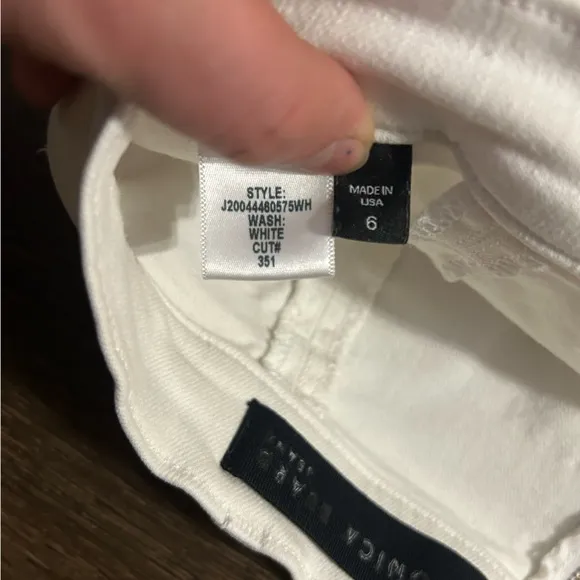 STYLE:
J20044460575WH
WASH:
WHITE
CUT#
351
MADE IN
USA
6